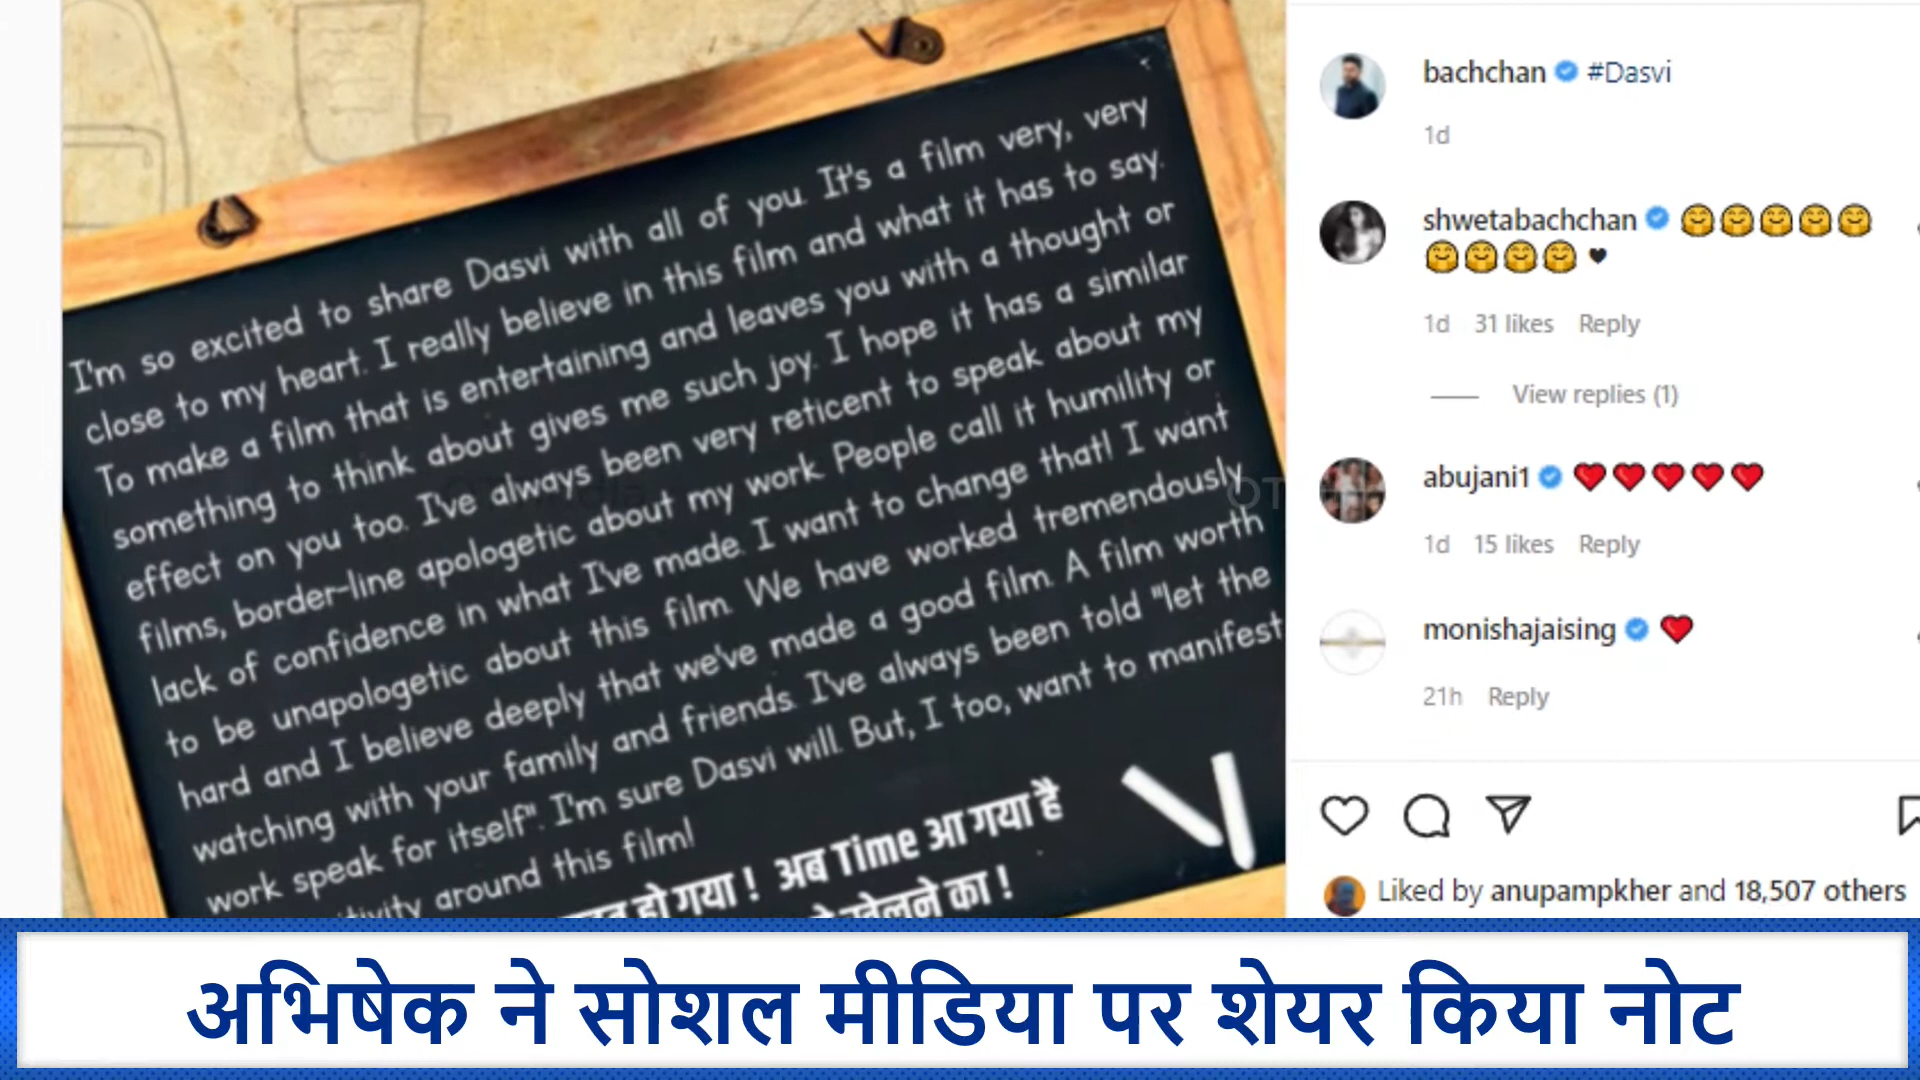 I'm so excited to share Dasvi with all of you. It's a film very, very
close to my heart. I really believe in this film and what it has to say.
To make a film that is entertaining and leaves you with a thought or
something to think about gives me such joy. I hope it has a similar
effect on you too. I've always been very reticent to speak about my
films, border-line apologetic about my work. People call it humility or
lack of confidence in what I've made. I want to change that! I want
to be unapologetic about this film. We have worked tremendously
hard and I believe deeply that we've made a good film. A film worth
watching with your family and friends. I've always been told "let the
work speak for itself". I'm sure Dasvi will. But, I too, want to manifest
around this film!
हो गया ! अब Time आ गया है
खेलने का !
bachchan #Dasvi
1d
shwetabachchan 🤗🤗🤗🤗🤗
🤗🤗🤗🤗 🖤
1d 31 likes Reply
View replies (1)
abujani1 ❤️❤️❤️❤️❤️
1d 15 likes Reply
monishajaising ❤️
21h Reply
Liked by anupampkher and 18,507 others
अभिषेक ने सोशल मीडिया पर शेयर किया नोट